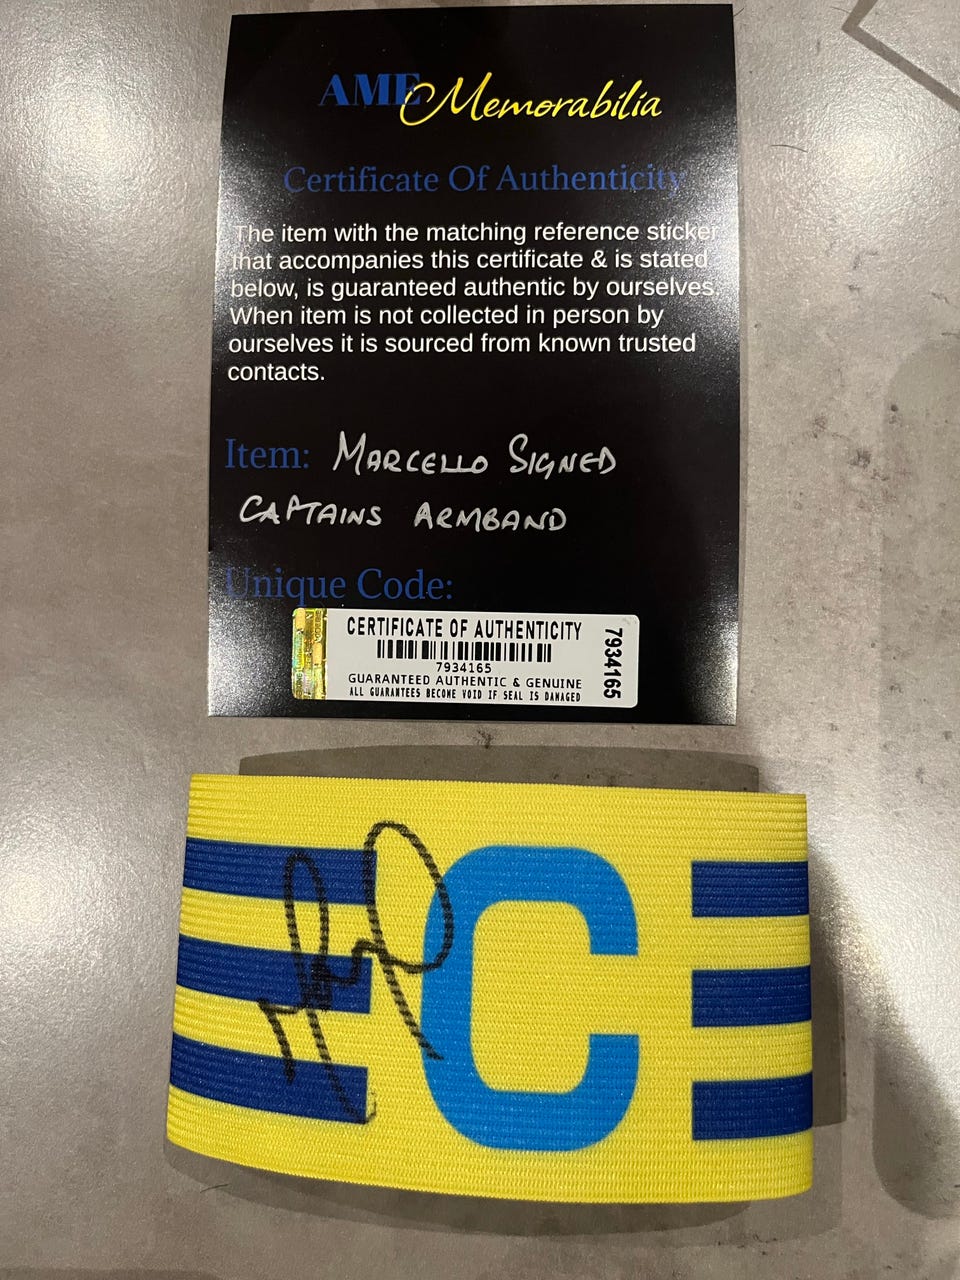 AME Memorabilia
Certificate Of Authenticity
The item with the matching reference sticker
that accompanies this certificate & is stated
below, is guaranteed authentic by ourselves.
When item is not collected in person by
ourselves it is sourced from known trusted
contacts.
Item: MARCELLO SIGNED
CAPTAINS ARMBAND
Unique Code:
CERTIFICATE OF AUTHENTICITY
7934165
GUARANTEED AUTHENTIC & GENUINE
ALL GUARANTEES BECOME VOID IF SEAL IS DAMAGED
7934165
C